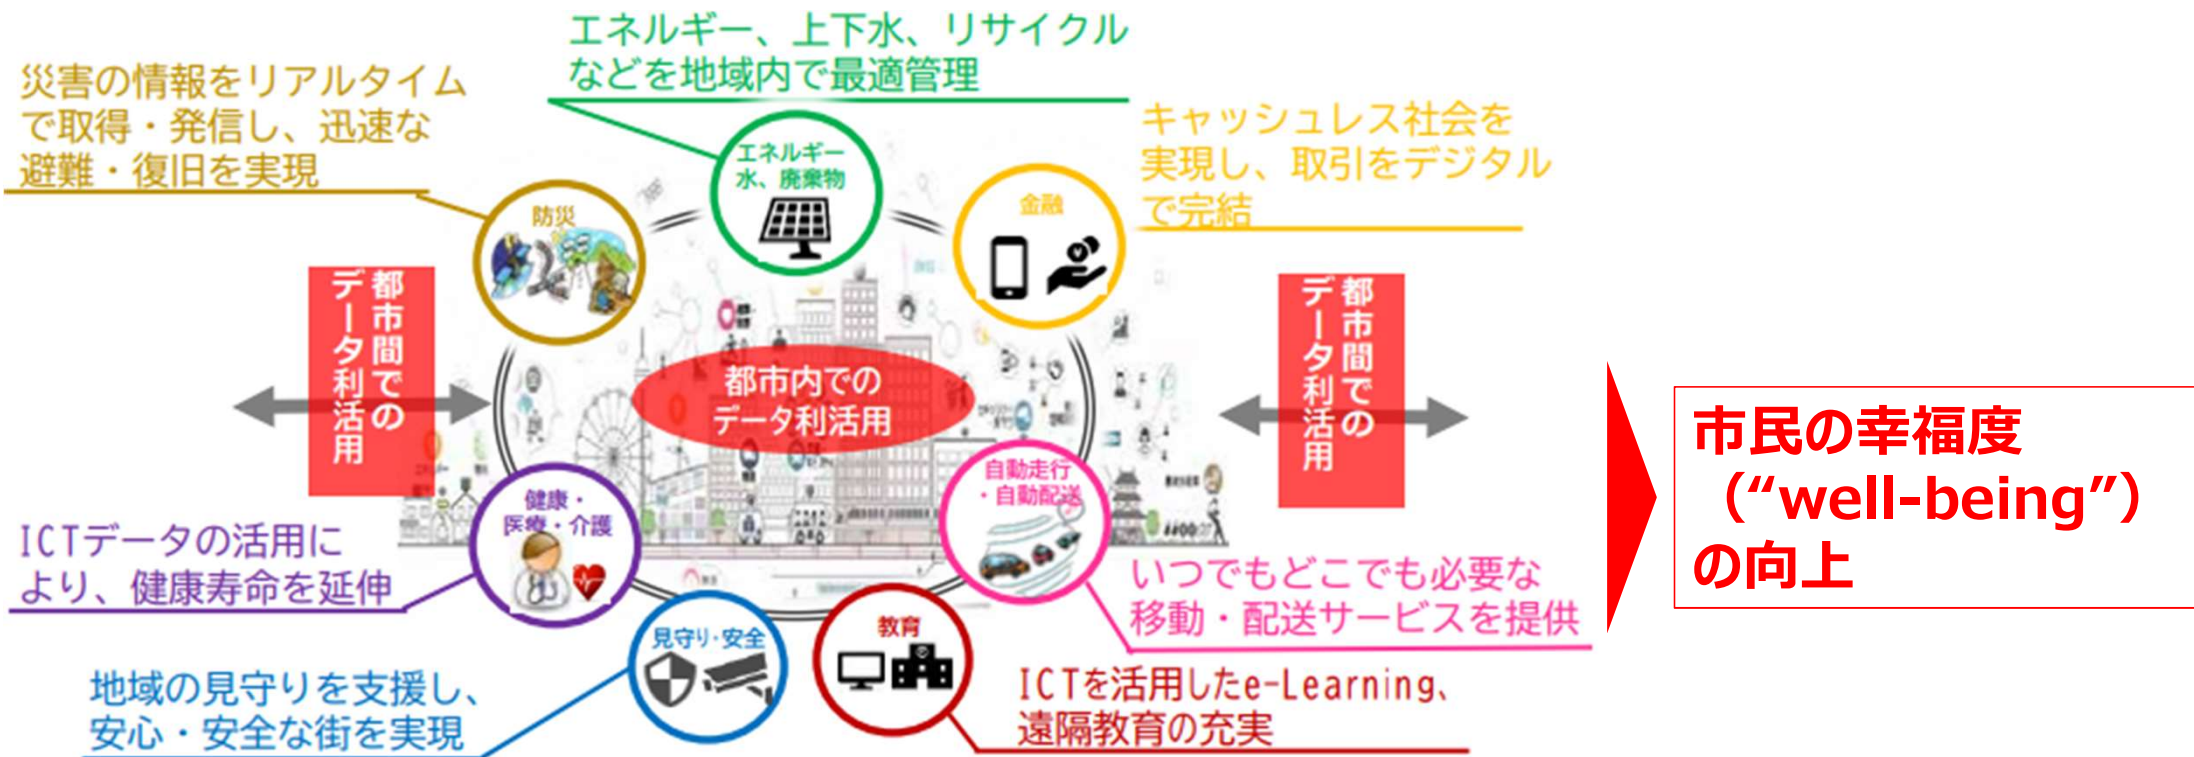 エネルギー、上下水、リサイクル
などを地域内で最適管理
災害の情報をリアルタイム
で取得・発信し、迅速な
避難・復旧を実現
キャッシュレス社会を
実現し、取引をデジタル
で完結
エネルギー
水、廃棄物
防災
金融
都市間での
データ利活用
都市内での
データ利活用
都市間での
データ利活用
市民の幸福度
（“well-being”）
の向上
健康・
医療・介護
自動走行
・自動配送
ICTデータの活用に
より、健康寿命を延伸
いつでもどこでも必要な
移動・配送サービスを提供
見守り・安全
教育
地域の見守りを支援し、
安心・安全な街を実現
ICTを活用したe-Learning、
遠隔教育の充実